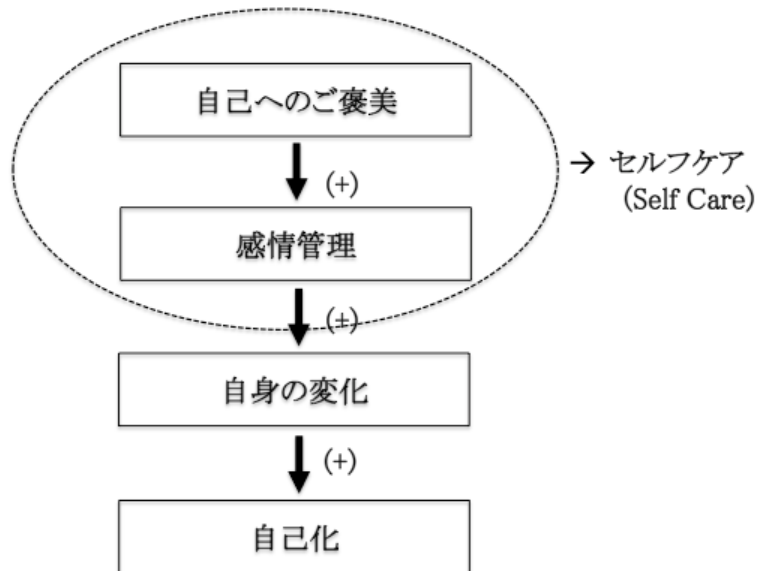 自己へのご褒美
(+)
→ セルフケア
(Self Care)
感情管理
(+)
自身の変化
(+)
自己化